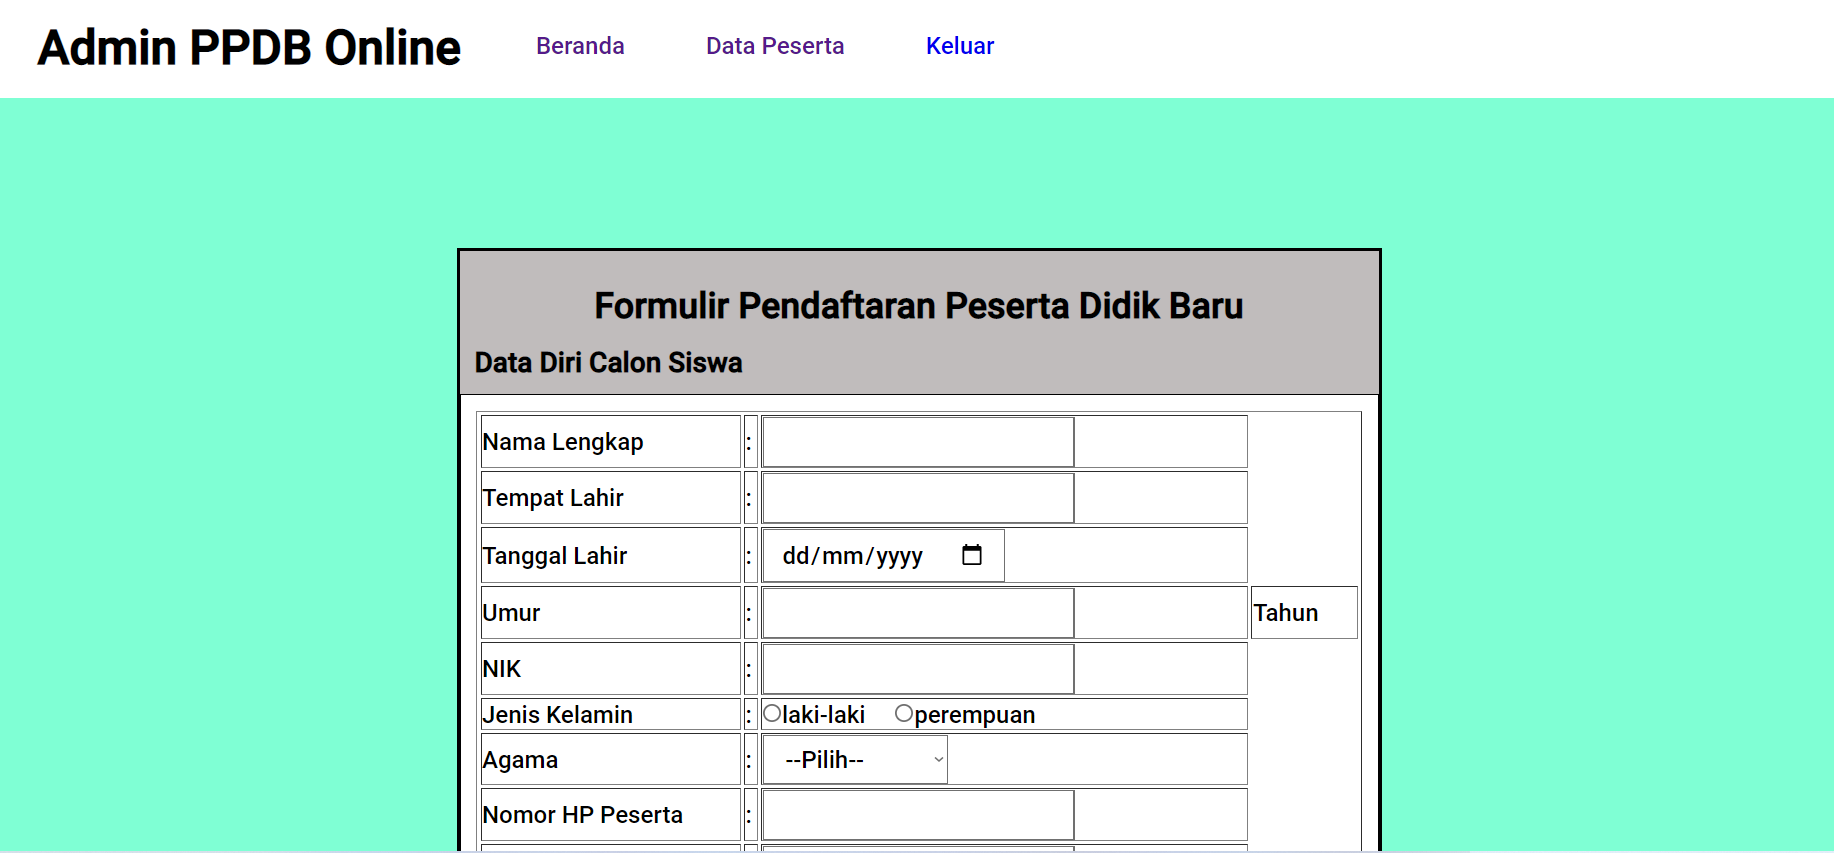 Admin PPDB Online Beranda Data Peserta Keluar
Formulir Pendaftaran Peserta Didik Baru
Data Diri Calon Siswa
Nama Lengkap :
Tempat Lahir :
Tanggal Lahir : dd/mm/yyyy
Umur : Tahun
NIK :
Jenis Kelamin : laki-laki perempuan
Agama : --Pilih--
Nomor HP Peserta :